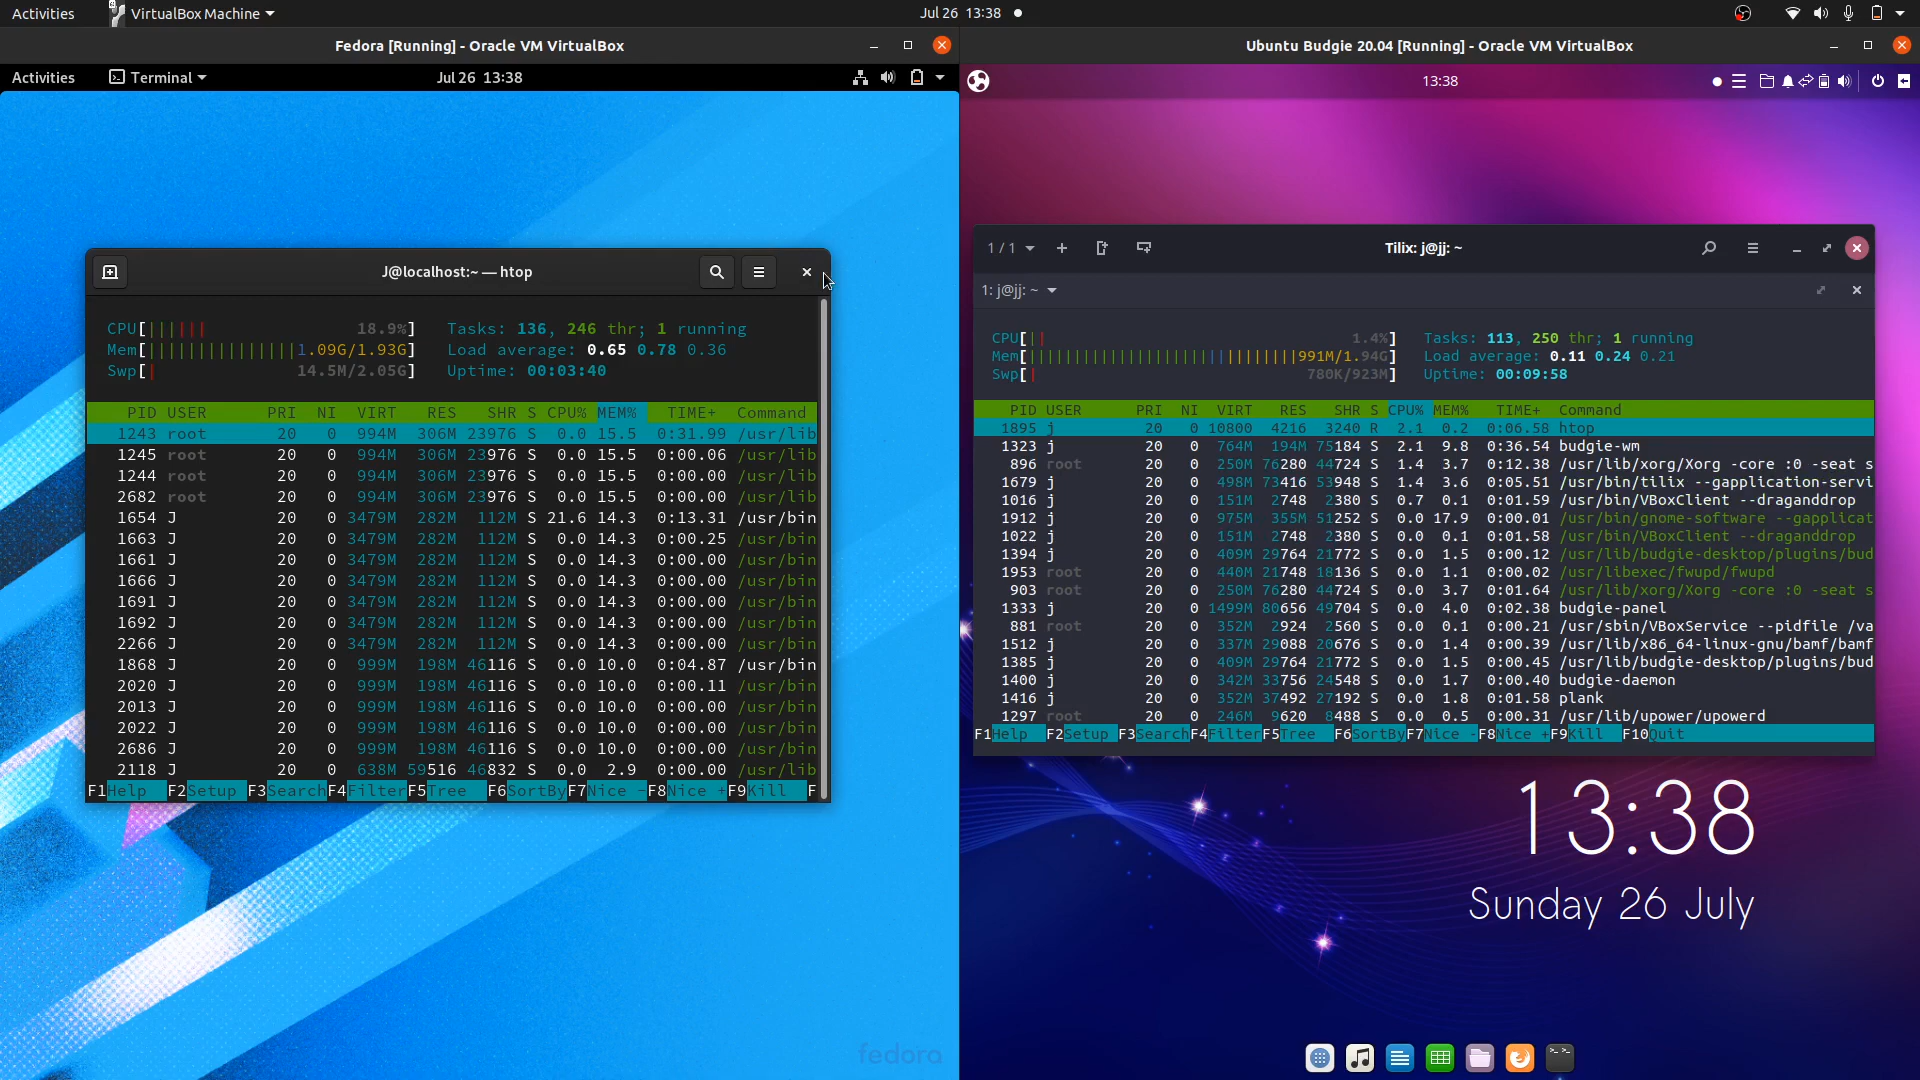 Activities VirtualBox Machine Jul 26 13:38
Fedora [Running] - Oracle VM VirtualBox
Activities Terminal Jul 26 13:38
J@localhost:~ — htop
CPU[|||||| 18.9%] Tasks: 136, 246 thr; 1 running
Mem[|||||||||||||||1.09G/1.93G] Load average: 0.65 0.78 0.36
Swp[| 14.5M/2.05G] Uptime: 00:03:40
PID USER PRI NI VIRT RES SHR S CPU% MEM% TIME+ Command
1243 root 20 0 994M 306M 23976 S 0.0 15.5 0:31.99 /usr/lib
1245 root 20 0 994M 306M 23976 S 0.0 15.5 0:00.06 /usr/lib
1244 root 20 0 994M 306M 23976 S 0.0 15.5 0:00.00 /usr/lib
2682 root 20 0 994M 306M 23976 S 0.0 15.5 0:00.00 /usr/lib
1654 J 20 0 3479M 282M 112M S 21.6 14.3 0:13.31 /usr/bin
1663 J 20 0 3479M 282M 112M S 0.0 14.3 0:00.25 /usr/bin
1661 J 20 0 3479M 282M 112M S 0.0 14.3 0:00.00 /usr/bin
1666 J 20 0 3479M 282M 112M S 0.0 14.3 0:00.00 /usr/bin
1691 J 20 0 3479M 282M 112M S 0.0 14.3 0:00.00 /usr/bin
1692 J 20 0 3479M 282M 112M S 0.0 14.3 0:00.00 /usr/bin
2266 J 20 0 3479M 282M 112M S 0.0 14.3 0:00.00 /usr/bin
1868 J 20 0 999M 198M 46116 S 0.0 10.0 0:04.87 /usr/bin
2020 J 20 0 999M 198M 46116 S 0.0 10.0 0:00.11 /usr/bin
2013 J 20 0 999M 198M 46116 S 0.0 10.0 0:00.00 /usr/bin
2022 J 20 0 999M 198M 46116 S 0.0 10.0 0:00.00 /usr/bin
2686 J 20 0 999M 198M 46116 S 0.0 10.0 0:00.00 /usr/bin
2118 J 20 0 638M 59516 46832 S 0.0 2.9 0:00.00 /usr/lib
F1Help F2Setup F3SearchF4FilterF5Tree F6SortByF7Nice -F8Nice +F9Kill F
fedora
Ubuntu Budgie 20.04 [Running] - Oracle VM VirtualBox
13:38
1 / 1 Tilix: j@jj: ~
1: j@jj: ~
CPU[|| 1.4%] Tasks: 113, 250 thr; 1 running
Mem[||||||||||||||||||||||||||||||991M/1.94G] Load average: 0.11 0.24 0.21
Swp[| 780K/923M] Uptime: 00:09:58
PID USER PRI NI VIRT RES SHR S CPU% MEM% TIME+ Command
1895 j 20 0 10800 4216 3240 R 2.1 0.2 0:06.58 htop
1323 j 20 0 764M 194M 75184 S 2.1 9.8 0:36.54 budgie-wm
896 root 20 0 250M 76280 44724 S 1.4 3.7 0:12.38 /usr/lib/xorg/Xorg -core :0 -seat s
1679 j 20 0 498M 73416 53948 S 1.4 3.6 0:05.51 /usr/bin/tilix --gapplication-servi
1016 j 20 0 151M 2748 2380 S 0.7 0.1 0:01.59 /usr/bin/VBoxClient --draganddrop
1912 j 20 0 975M 355M 51252 S 0.0 17.9 0:00.01 /usr/bin/gnome-software --gapplicat
1022 j 20 0 151M 2748 2380 S 0.0 0.1 0:01.58 /usr/bin/VBoxClient --draganddrop
1394 j 20 0 409M 29764 21772 S 0.0 1.5 0:00.12 /usr/lib/budgie-desktop/plugins/bud
1953 root 20 0 440M 21748 18136 S 0.0 1.1 0:00.02 /usr/libexec/fwupd/fwupd
903 root 20 0 250M 76280 44724 S 0.0 3.7 0:01.64 /usr/lib/xorg/Xorg -core :0 -seat s
1333 j 20 0 1499M 80656 49704 S 0.0 4.0 0:02.38 budgie-panel
881 root 20 0 352M 2924 2560 S 0.0 0.1 0:00.21 /usr/sbin/VBoxService --pidfile /va
1512 j 20 0 337M 29088 20676 S 0.0 1.4 0:00.39 /usr/lib/x86_64-linux-gnu/bamf/bamf
1385 j 20 0 409M 29764 21772 S 0.0 1.5 0:00.45 /usr/lib/budgie-desktop/plugins/bud
1400 j 20 0 342M 33756 24548 S 0.0 1.7 0:00.40 budgie-daemon
1416 j 20 0 352M 37492 27192 S 0.0 1.8 0:01.58 plank
1297 root 20 0 246M 9620 8488 S 0.0 0.5 0:00.31 /usr/lib/upower/upowerd
F1Help F2Setup F3SearchF4FilterF5Tree F6SortByF7Nice -F8Nice +F9Kill F10Quit
13:38
Sunday 26 July